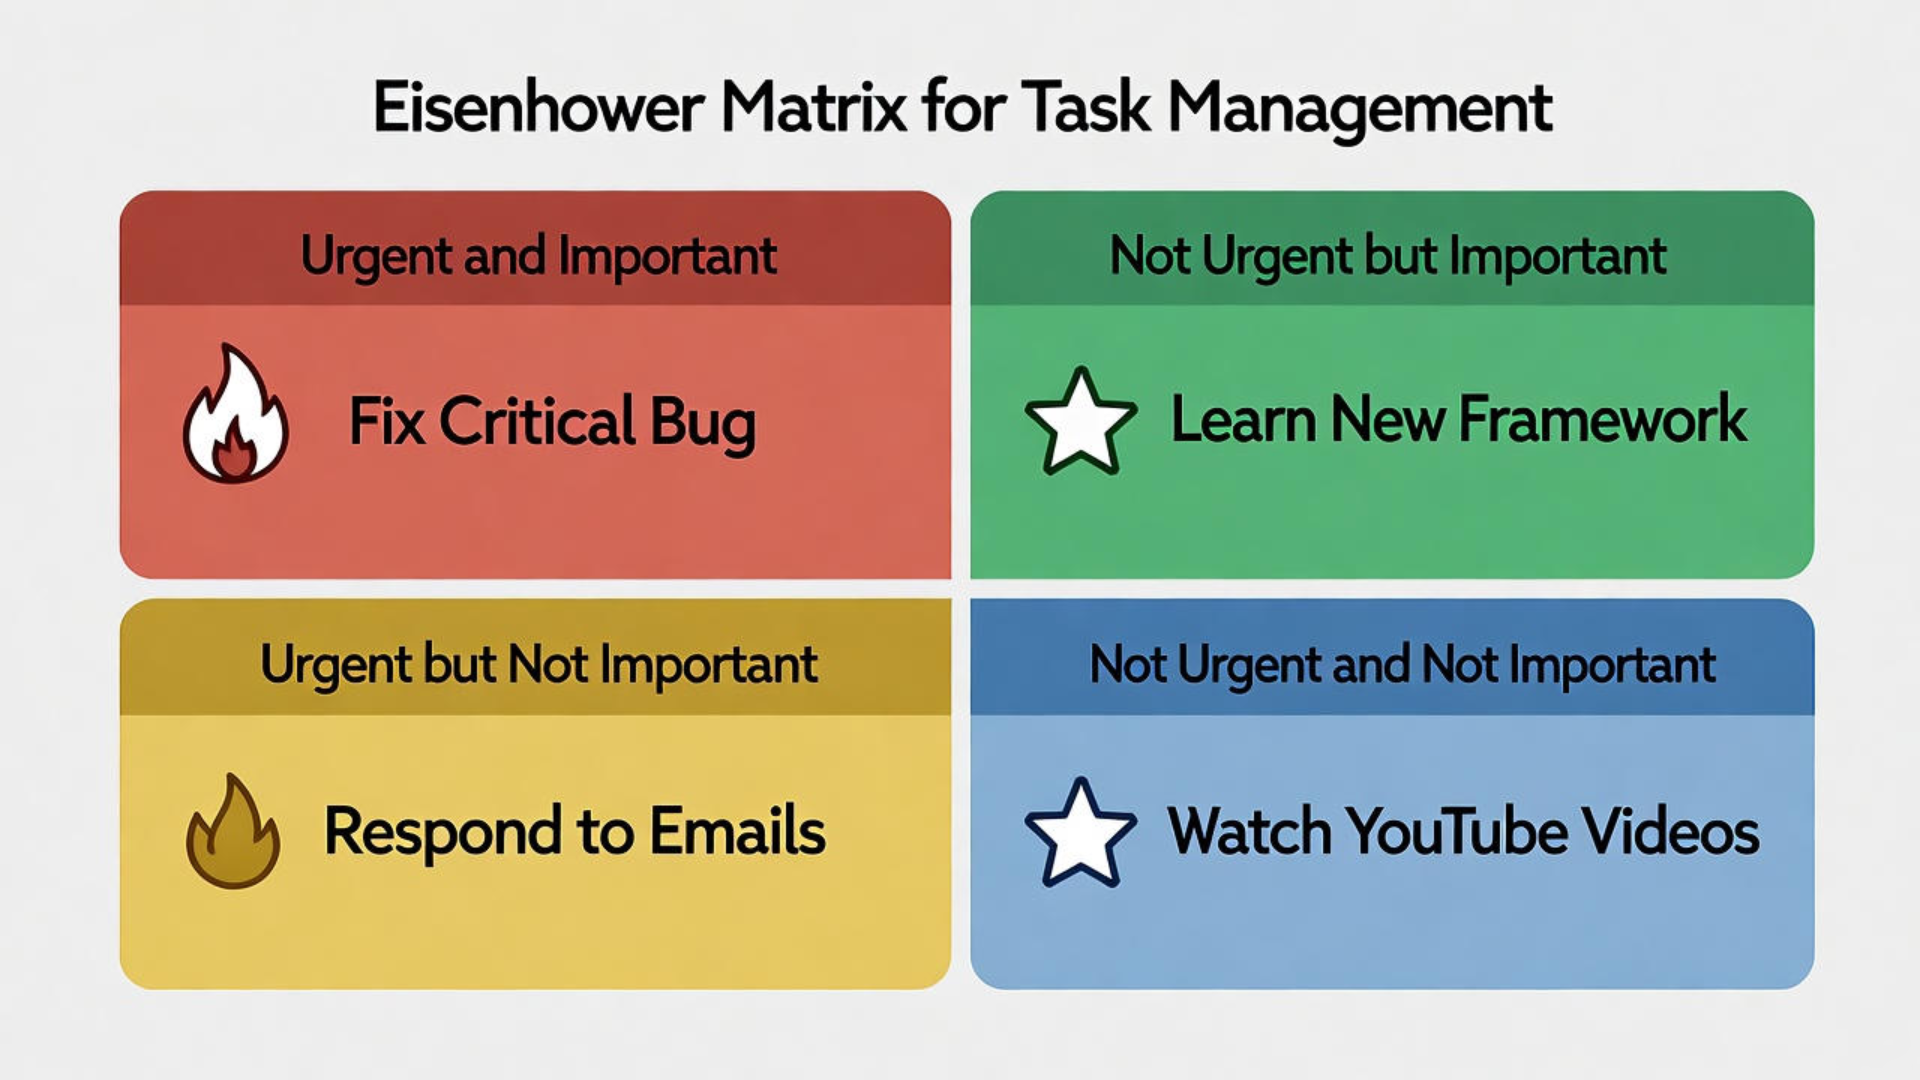 Eisenhower Matrix for Task Management
Urgent and Important
Fix Critical Bug
Not Urgent but Important
Learn New Framework
Urgent but Not Important
Respond to Emails
Not Urgent and Not Important
Watch YouTube Videos